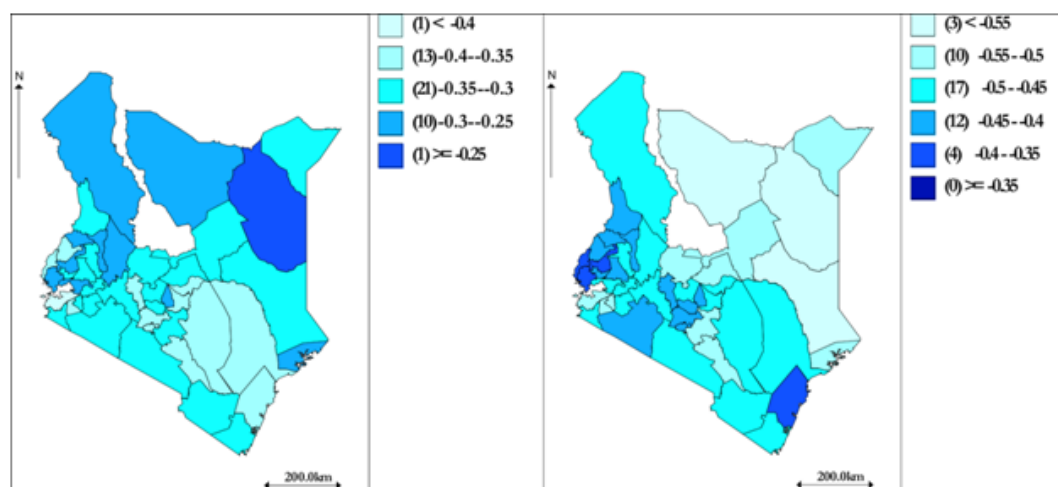 (1) < -0.4
(13)-0.4--0.35
(21)-0.35--0.3
(10)-0.3--0.25
(1) >= -0.25
N
200.0km
(3) < -0.55
(10) -0.55--0.5
(17) -0.5--0.45
(12) -0.45--0.4
(4) -0.4--0.35
(0) >= -0.35
N
200.0km